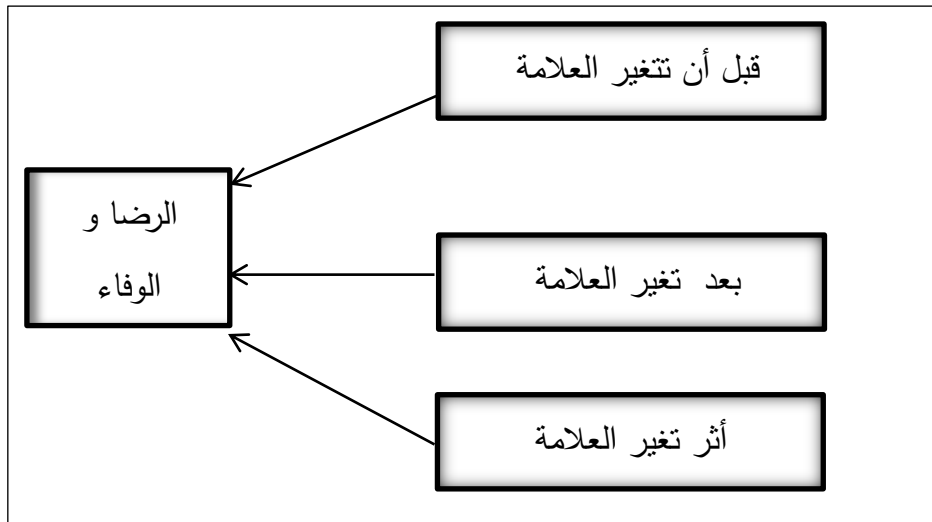 قبل أن تتغير العلامة
الرضا و
الوفاء
بعد تغير العلامة
أثر تغير العلامة